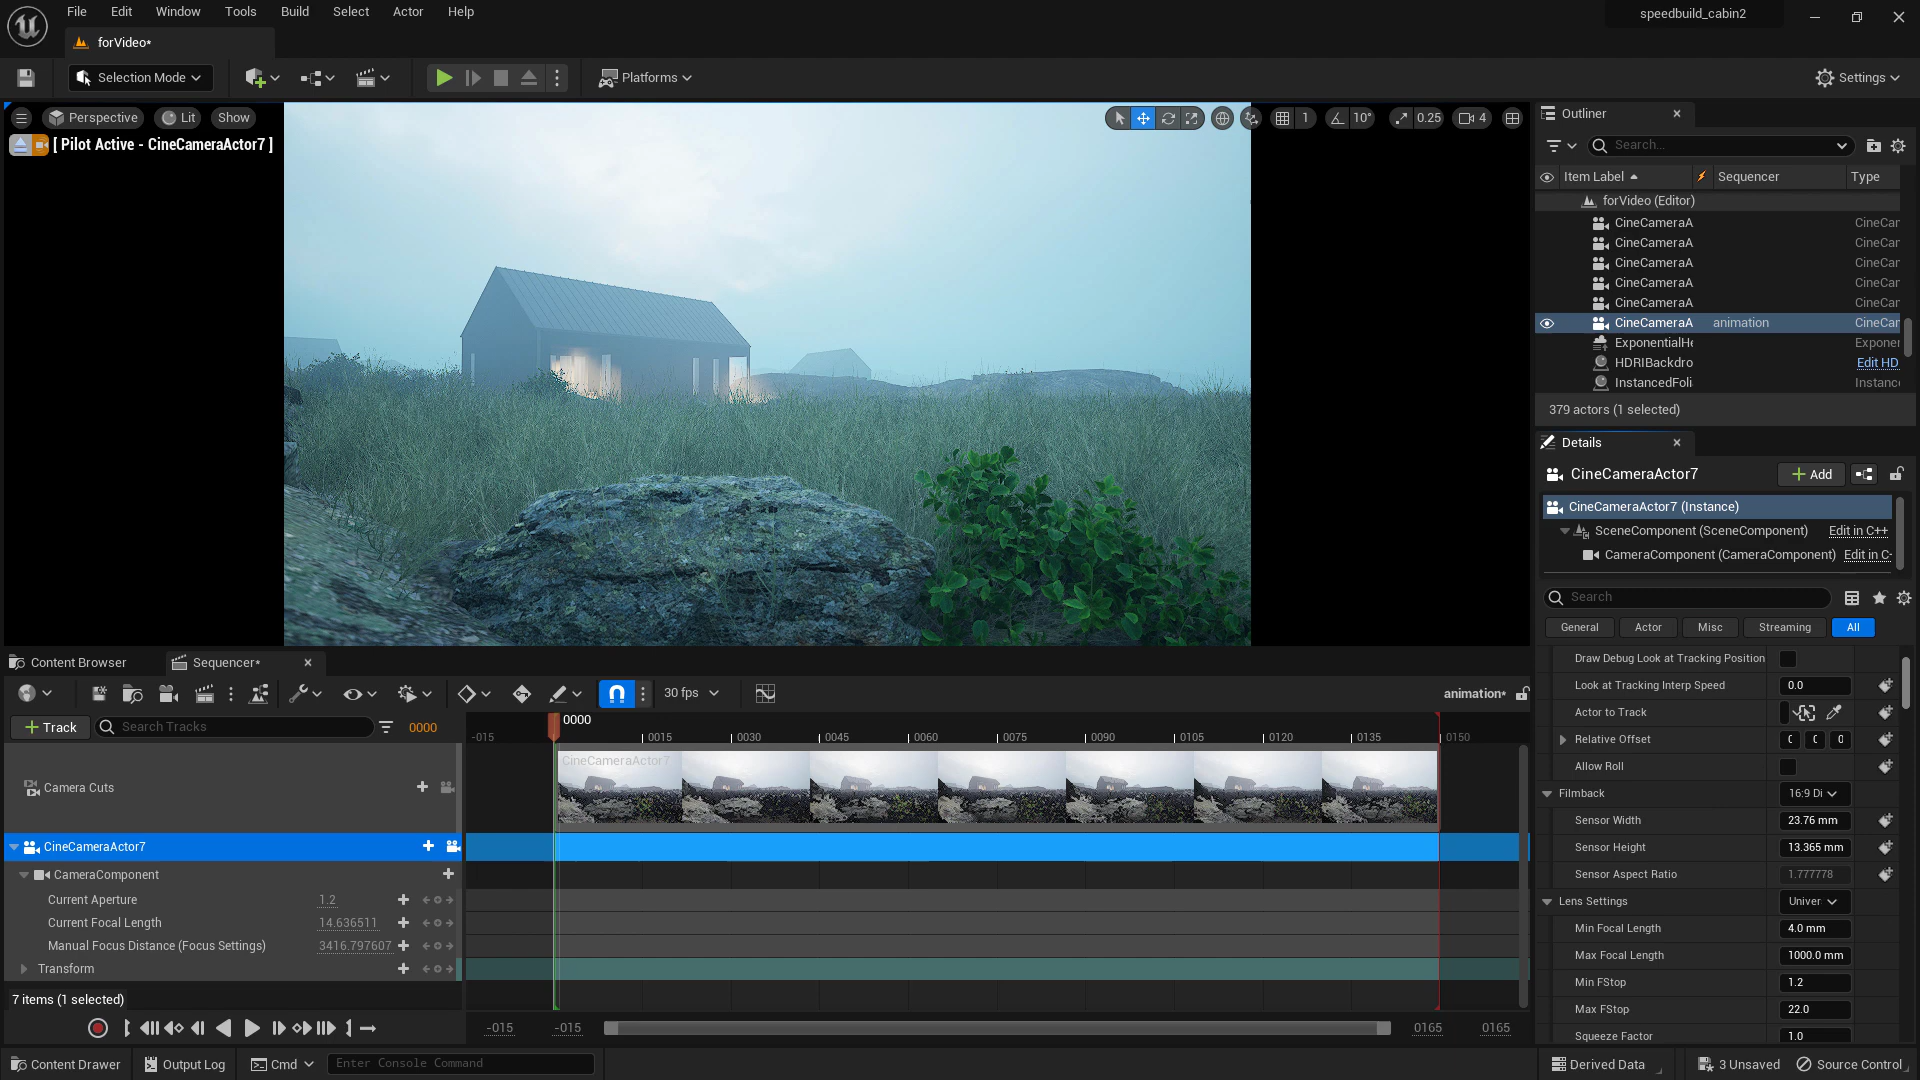 File Edit Window Tools Build Select Actor Help
speedbuild_cabin2
forVideo*
Selection Mode
Platforms
Settings
Perspective Lit Show
1 10° 0.25 4
[ Pilot Active - CineCameraActor7 ]
Outliner
Search...
Item Label Sequencer Type
forVideo (Editor)
CineCameraA CineCar
CineCameraA CineCar
CineCameraA CineCar
CineCameraA CineCar
CineCameraA CineCar
CineCameraA animation CineCar
ExponentialHe Exponer
HDRIBackdro Edit HD
InstancedFoli Instance
379 actors (1 selected)
Details
CineCameraActor7 Add
CineCameraActor7 (Instance)
SceneComponent (SceneComponent) Edit in C++
CameraComponent (CameraComponent) Edit in C-
Search
General Actor Misc Streaming All
Draw Debug Look at Tracking Position
Look at Tracking Interp Speed 0.0
Actor to Track
Relative Offset 0
Allow Roll
Filmback 16:9 Di
Sensor Width 23.76 mm
Sensor Height 13.365 mm
Sensor Aspect Ratio 1.777778
Lens Settings Univer
Min Focal Length 4.0 mm
Max Focal Length 1000.0 mm
Min FStop 1.2
Max FStop 22.0
Squeeze Factor 1.0
Content Browser Sequencer*
30 fps animation*
Track Search Tracks 0000
0000
-015 0015 0030 0045 0060 0075 0090 0105 0120 0135 0150
CineCameraActor7
Camera Cuts
CineCameraActor7
CameraComponent
Current Aperture 1.2
Current Focal Length 14.636511
Manual Focus Distance (Focus Settings) 3416.797607
Transform
7 items (1 selected)
-015 -015 0165 0165
Content Drawer Output Log Cmd Enter Console Command
Derived Data 3 Unsaved Source Control